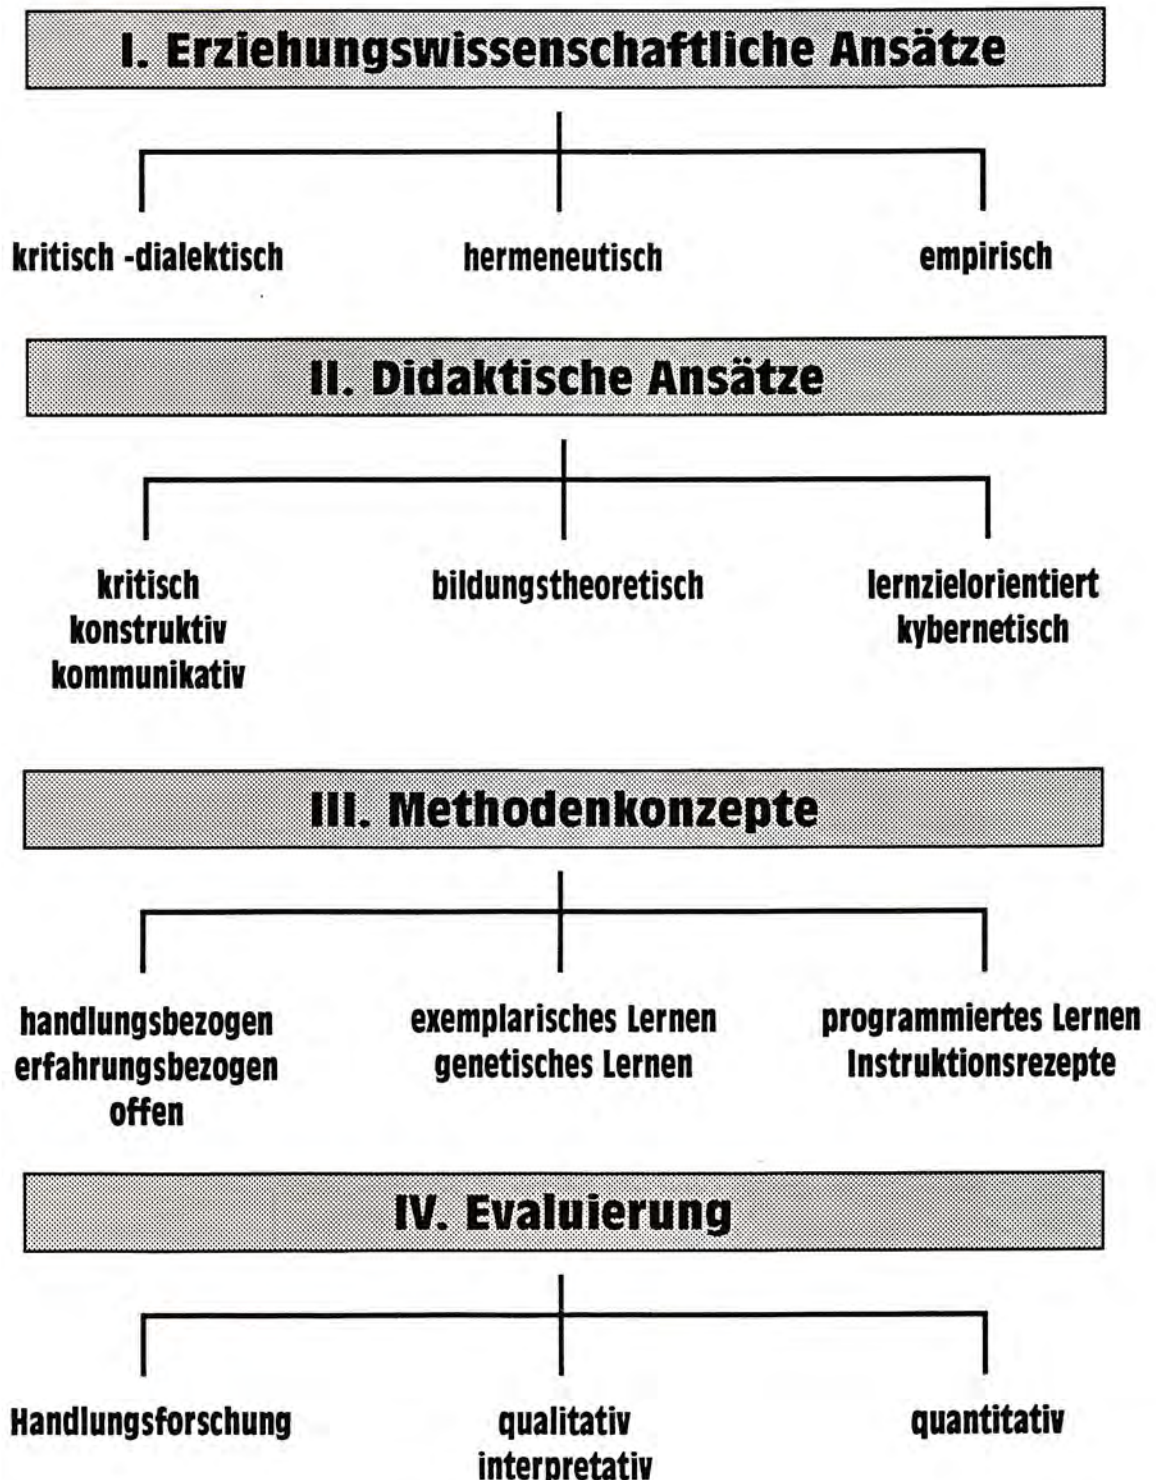 I. Erziehungswissenschaftliche Ansätze
kritisch -dialektisch hermeneutisch empirisch
II. Didaktische Ansätze
kritisch bildungstheoretisch lernzielorientiert
konstruktiv kybernetisch
kommunikativ
III. Methodenkonzepte
handlungsbezogen exemplarisches Lernen programmiertes Lernen
erfahrungsbezogen genetisches Lernen Instruktionsrezepte
offen
IV. Evaluierung
Handlungsforschung qualitativ quantitativ
interpretativ